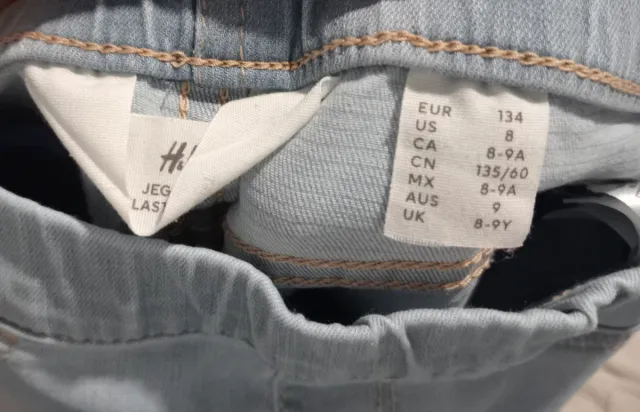 H&
JEG
LAST
EUR 134
US 8
CA 8-9A
CN 135/60
MX 8-9A
AUS 9
UK 8-9Y